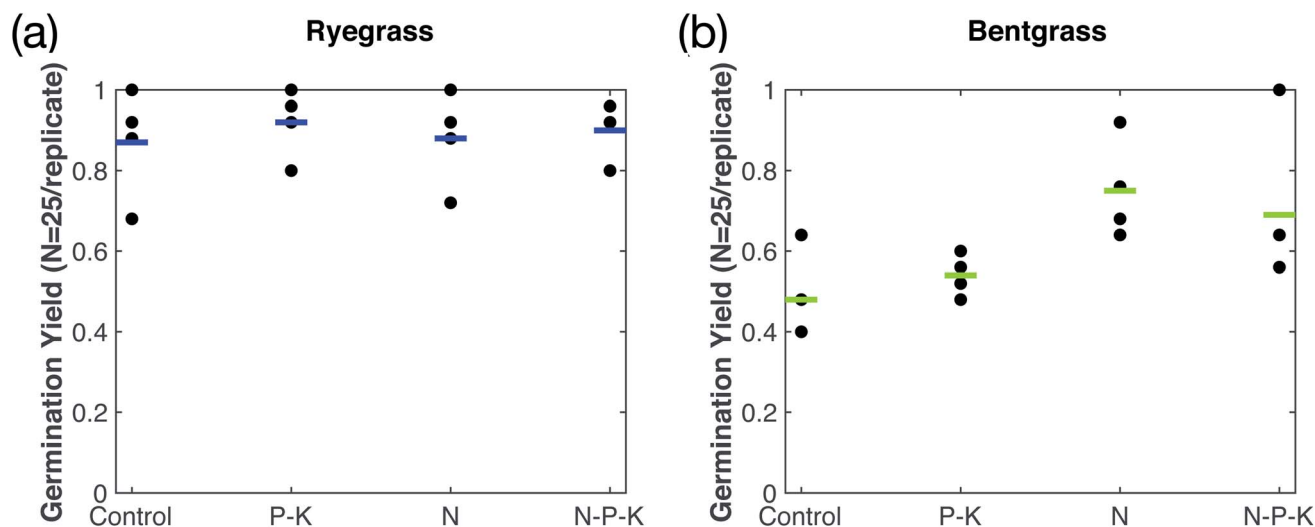 (a)
Ryegrass
Germination Yield (N=25/replicate)
1
0.8
0.6
0.4
0.2
0
Control P-K N N-P-K
(b)
Bentgrass
Germination Yield (N=25/replicate)
1
0.8
0.6
0.4
0.2
0
Control P-K N N-P-K